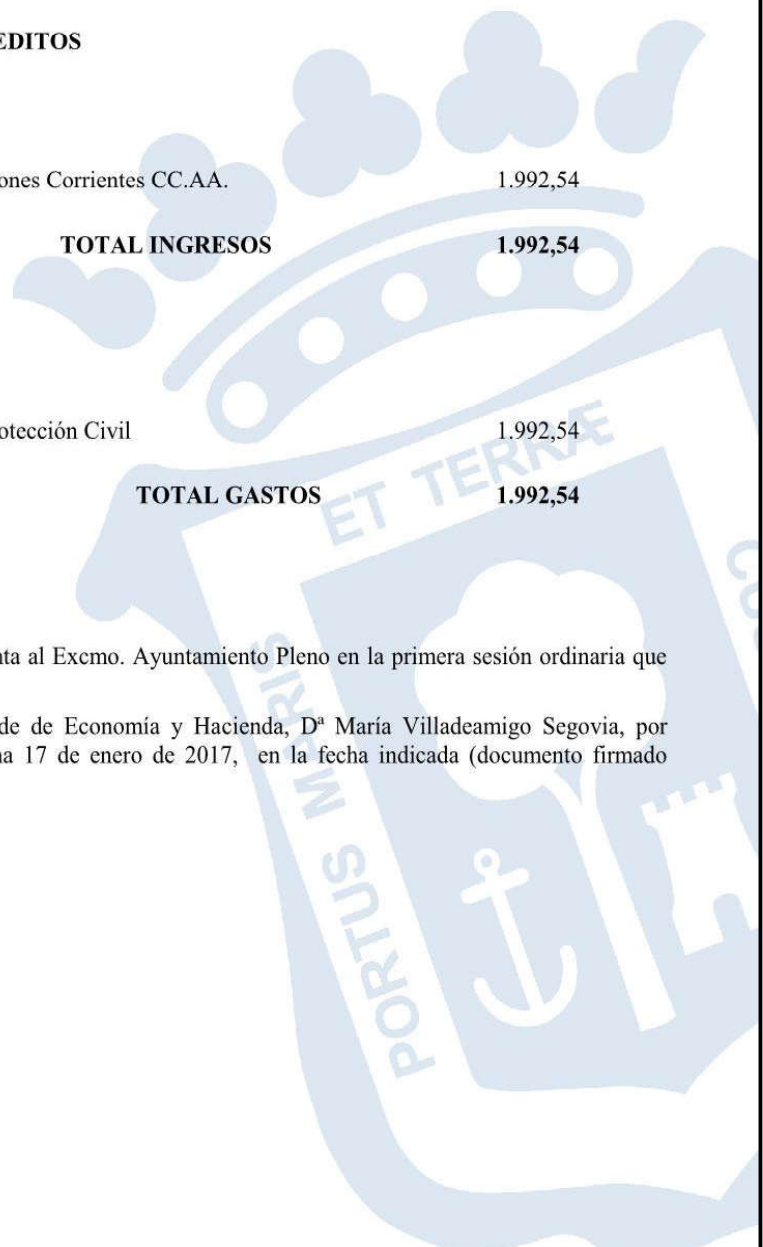 EDITOS
ones Corrientes CC.AA. 1.992,54
TOTAL INGRESOS 1.992,54
otección Civil 1.992,54
TOTAL GASTOS 1.992,54
nta al Excmo. Ayuntamiento Pleno en la primera sesión ordinaria que
de de Economía y Hacienda, Dª María Villadeamigo Segovia, por
na 17 de enero de 2017, en la fecha indicada (documento firmado
PORTUS MARIS
ET TERRÆ
CO